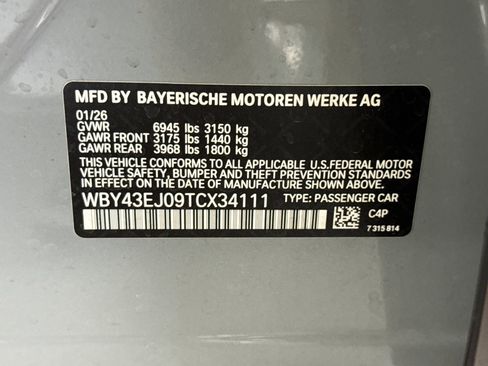 MFD BY BAYERISCHE MOTOREN WERKE AG
01/26
GVWR 6945 lbs 3150 kg
GAWR FRONT 3175 lbs 1440 kg
GAWR REAR 3968 lbs 1800 kg
THIS VEHICLE CONFORMS TO ALL APPLICABLE U.S.FEDERAL MOTOR
VEHICLE SAFETY, BUMPER AND THEFT PREVENTION STANDARDS
IN EFFECT ON THE DATE OF MANUFACTURE SHOWN ABOVE.
WBY43EJ09TCX34111 TYPE: PASSENGER CAR
C4P
7 315 814